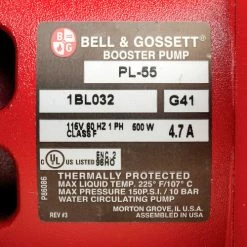 BELL & GOSSETT
BOOSTER PUMP
PL-55
1BL032 G41
115V 60 HZ 1 PH 600 W 4.7 A
CLASS F
UL US LISTED
THERMALLY PROTECTED
MAX LIQUID TEMP. 225° F/107° C
MAX PRESSURE 150 P.S.I. / 10 BAR
WATER CIRCULATING PUMP
MORTON GROVE, IL U.S.A.
REV #3 ASSEMBLED IN USA
P86086